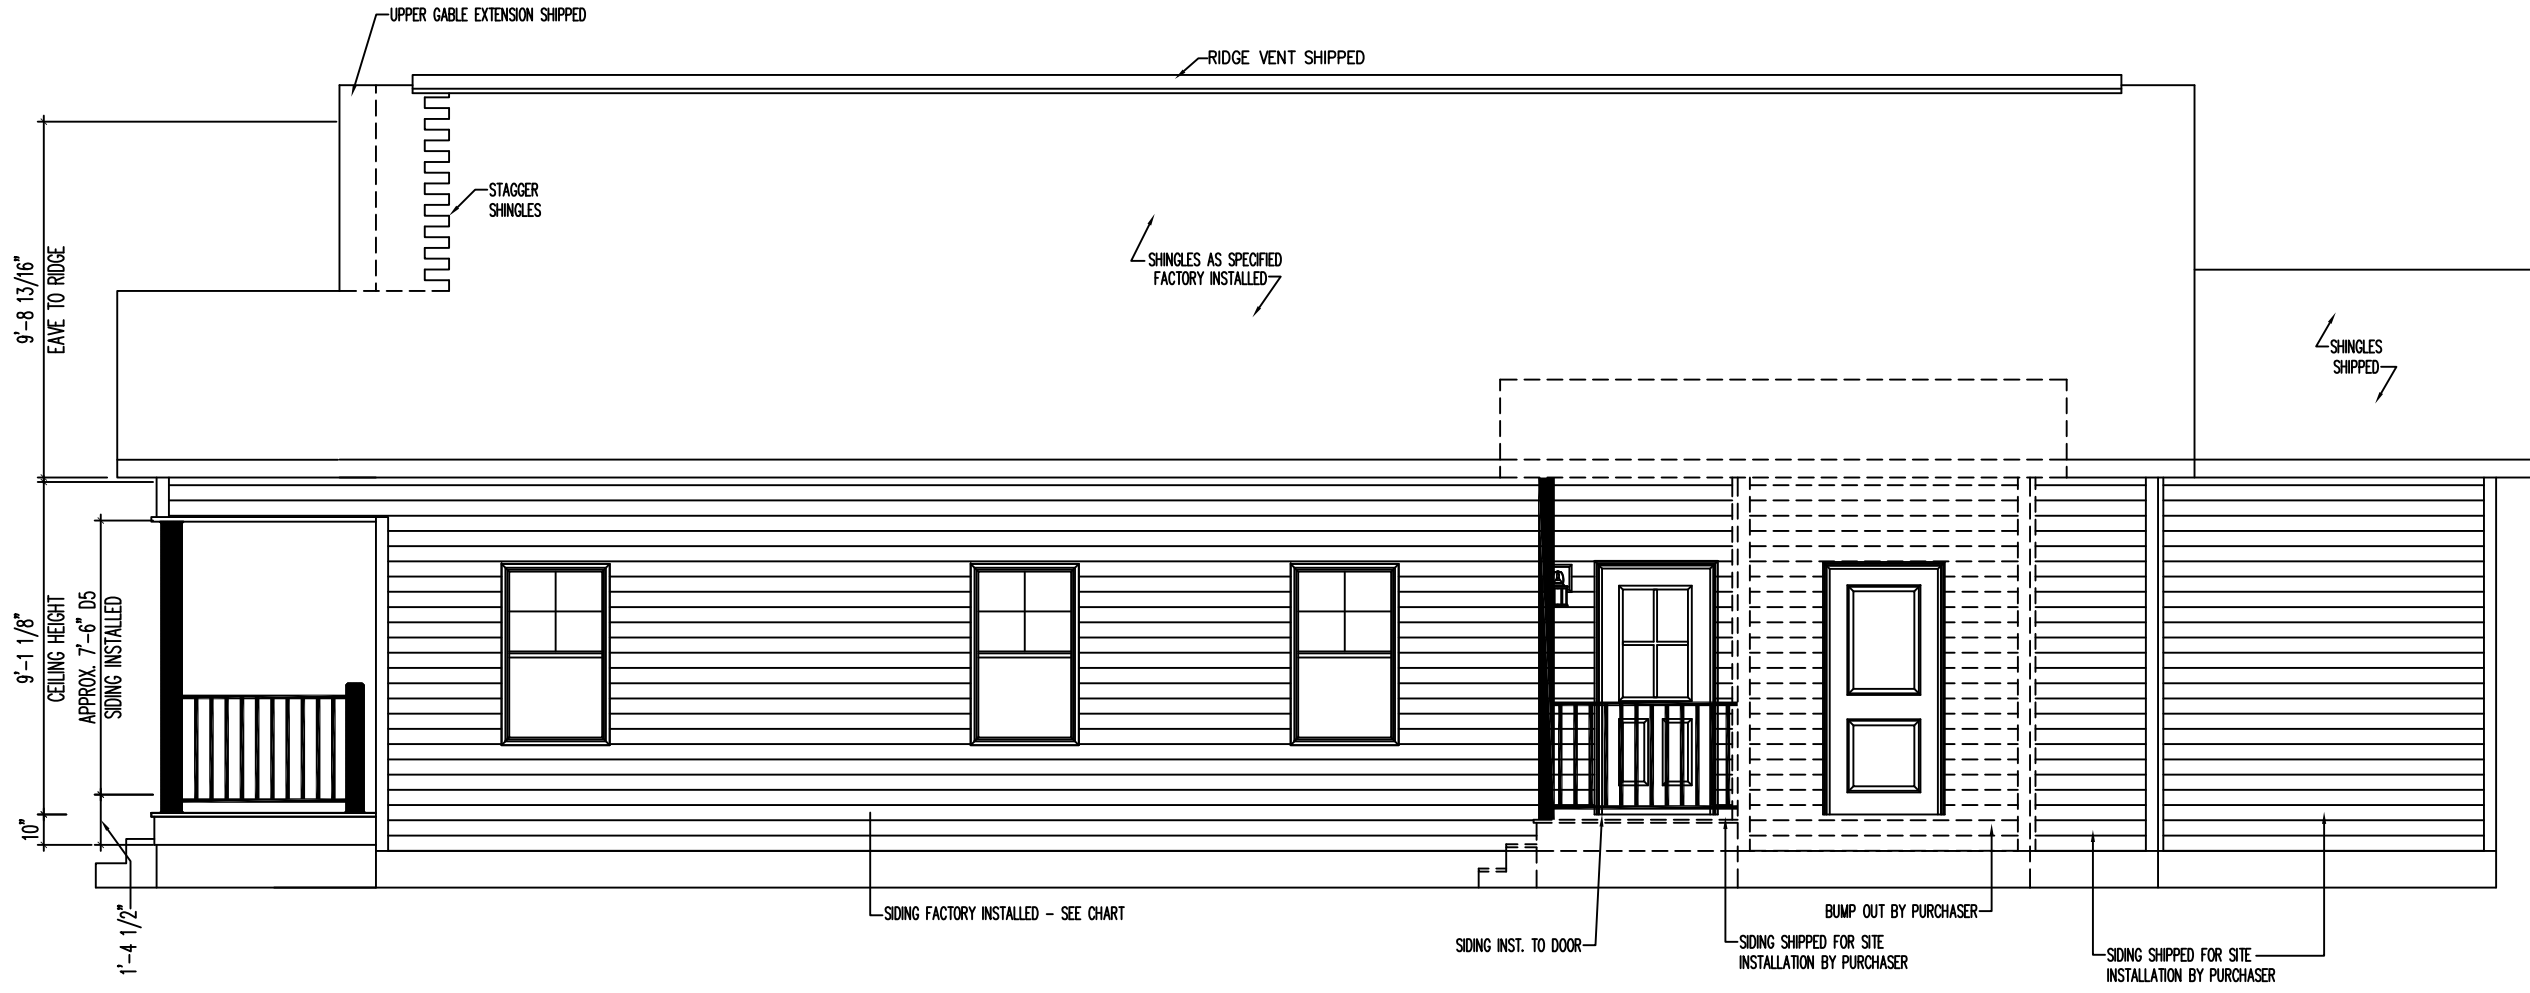 UPPER GABLE EXTENSION SHIPPED
RIDGE VENT SHIPPED
STAGGER
SHINGLES
9'-8 13/16"
EAVE TO RIDGE
SHINGLES AS SPECIFIED
FACTORY INSTALLED
SHINGLES
SHIPPED
9'-1 1/8"
CEILING HEIGHT
APPROX. 7'-6" D5
SIDING INSTALLED
10"
1'-4 1/2"
SIDING FACTORY INSTALLED - SEE CHART
BUMP OUT BY PURCHASER
SIDING INST. TO DOOR
SIDING SHIPPED FOR SITE
INSTALLATION BY PURCHASER
SIDING SHIPPED FOR SITE
INSTALLATION BY PURCHASER